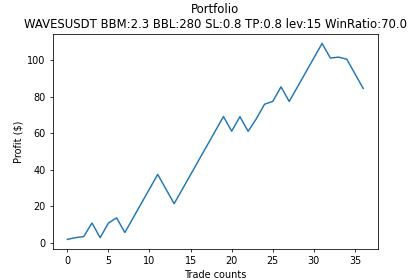 Portfolio
WAVESUSDT BBM:2.3 BBL:280 SL:0.8 TP:0.8 lev:15 WinRatio:70.0
100
80
60
40
20
0
Profit ($)
0 5 10 15 20 25 30 35
Trade counts